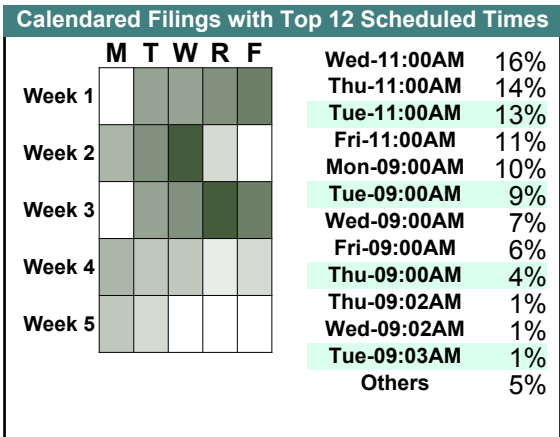 Calendared Filings with Top 12 Scheduled Times
M T W R F
Week 1
Week 2
Week 3
Week 4
Week 5
Wed-11:00AM 16%
Thu-11:00AM 14%
Tue-11:00AM 13%
Fri-11:00AM 11%
Mon-09:00AM 10%
Tue-09:00AM 9%
Wed-09:00AM 7%
Fri-09:00AM 6%
Thu-09:00AM 4%
Thu-09:02AM 1%
Wed-09:02AM 1%
Tue-09:03AM 1%
Others 5%